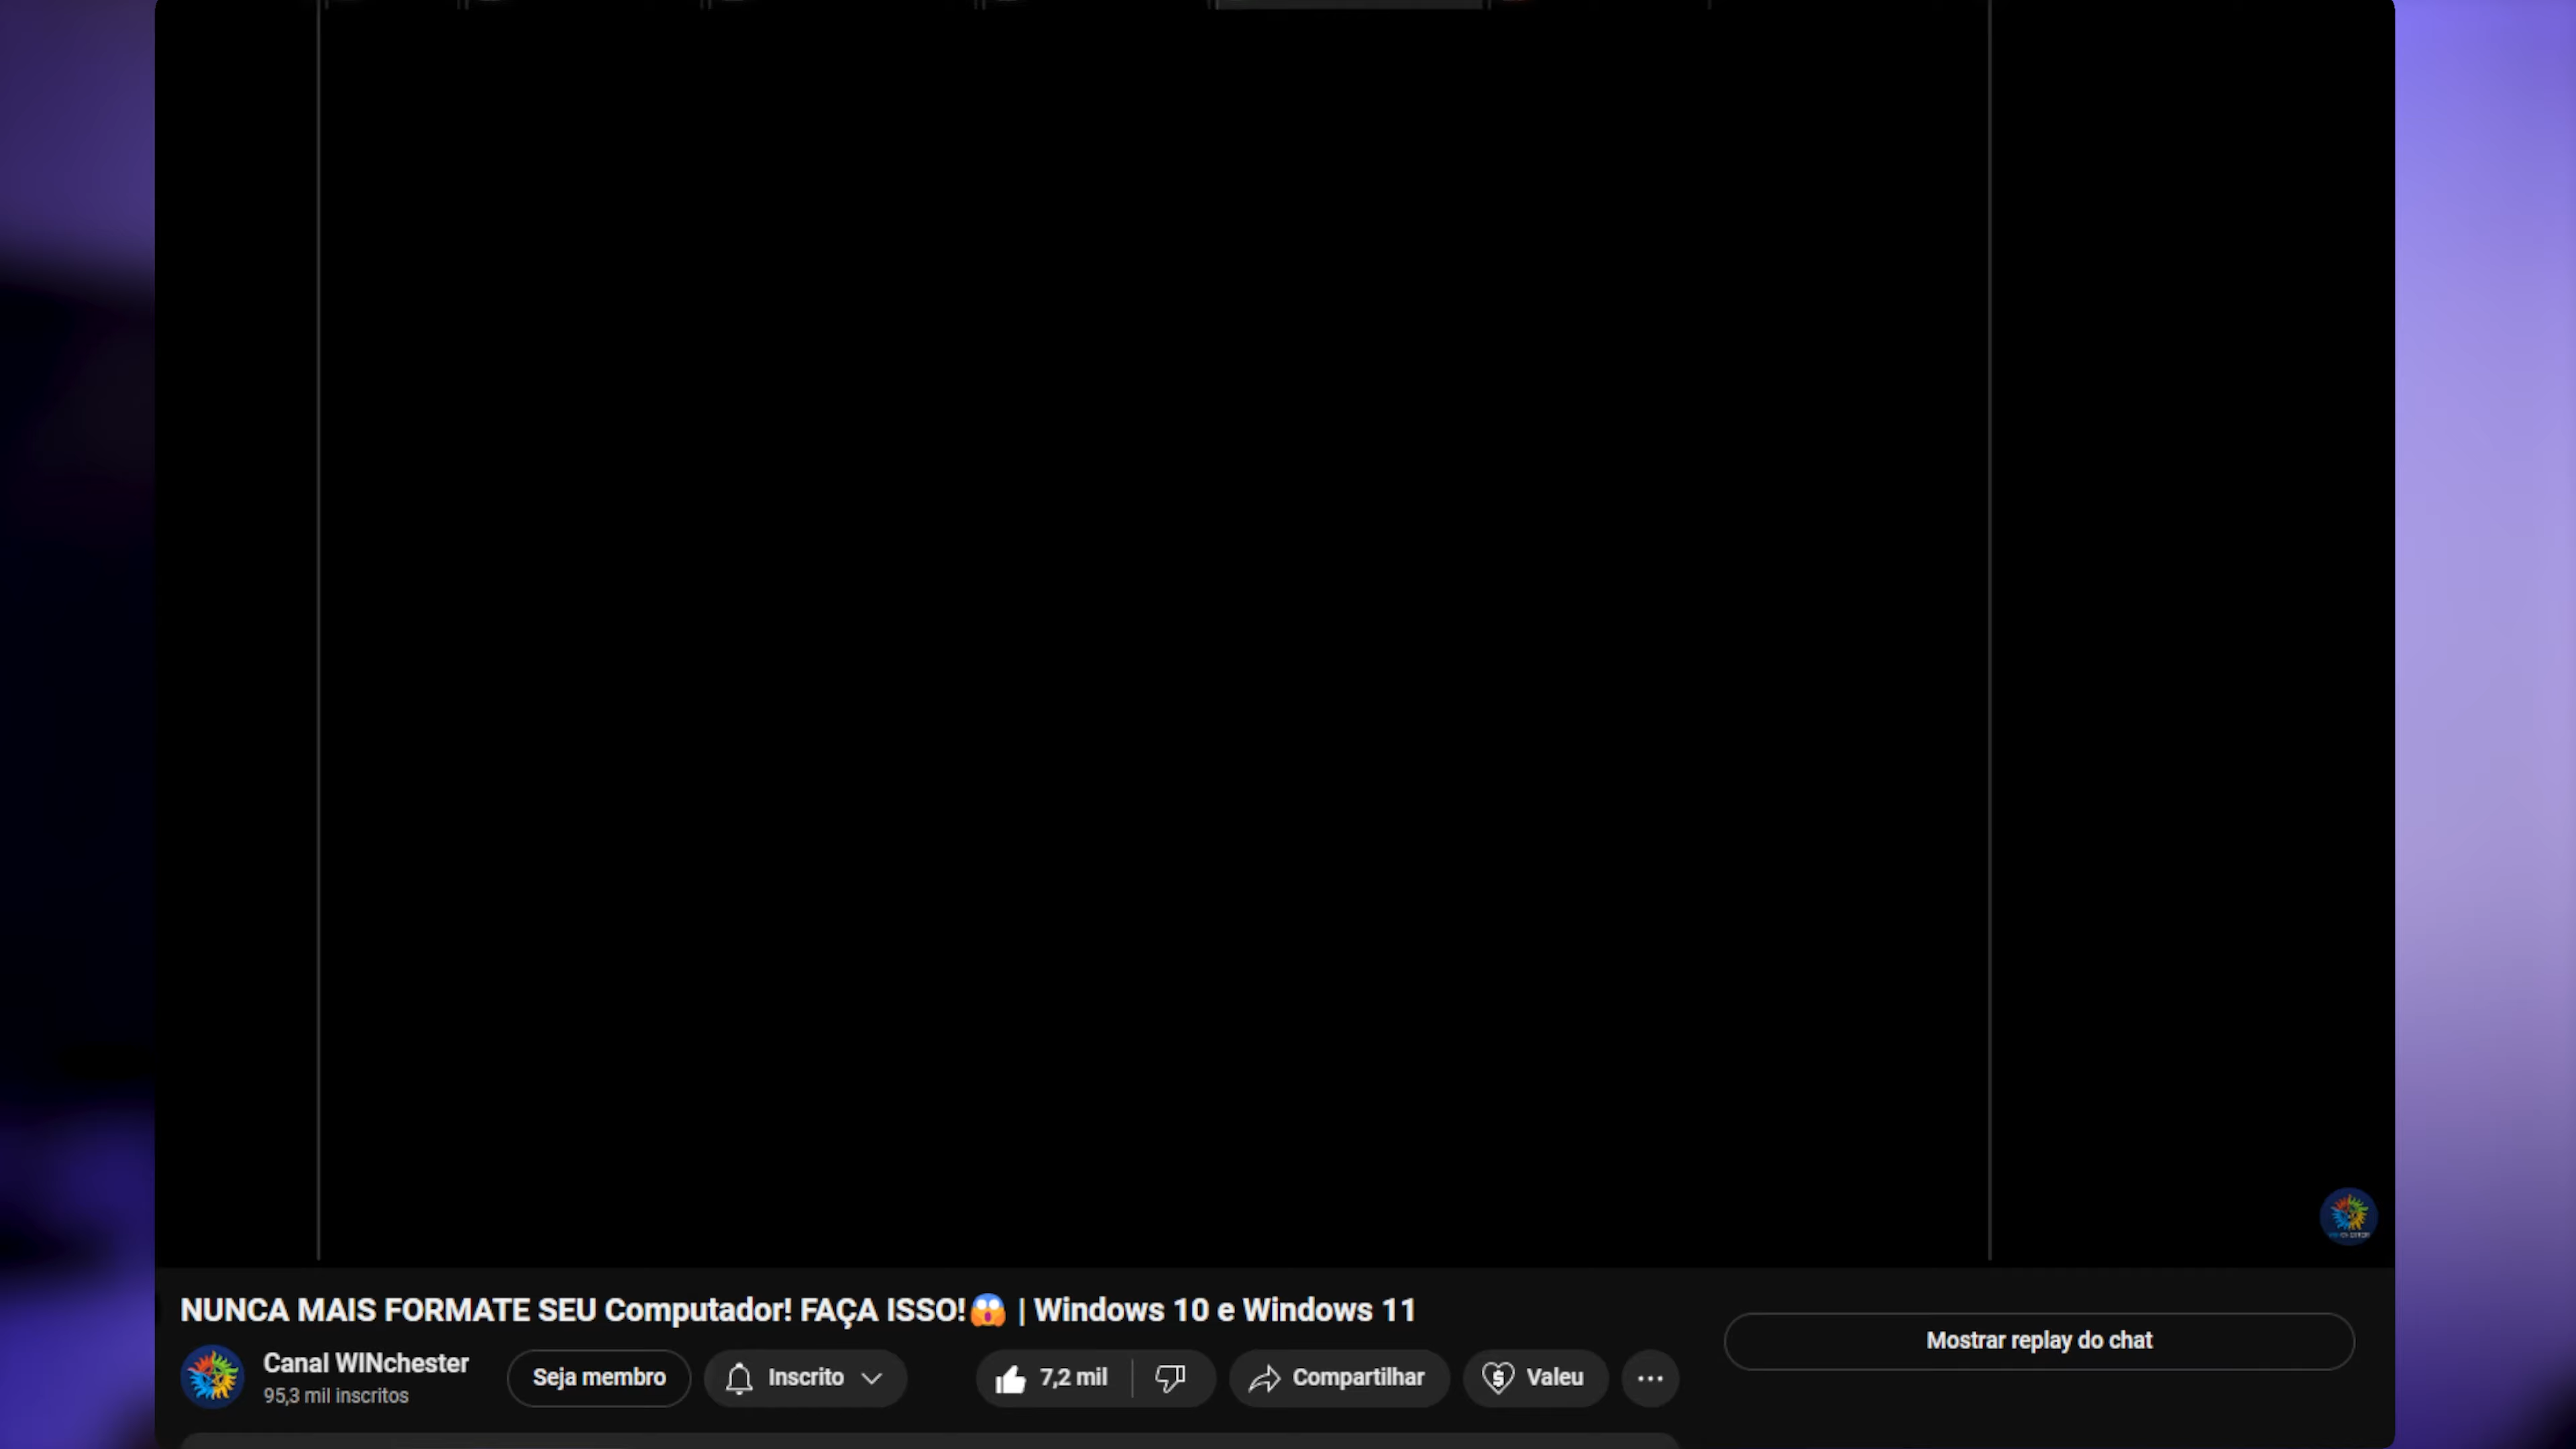 NUNCA MAIS FORMATE SEU Computador! FAÇA ISSO!😱 | Windows 10 e Windows 11
Mostrar replay do chat
Canal WINchester
95,3 mil inscritos
Seja membro
Inscrito
7,2 mil
Compartilhar
Valeu